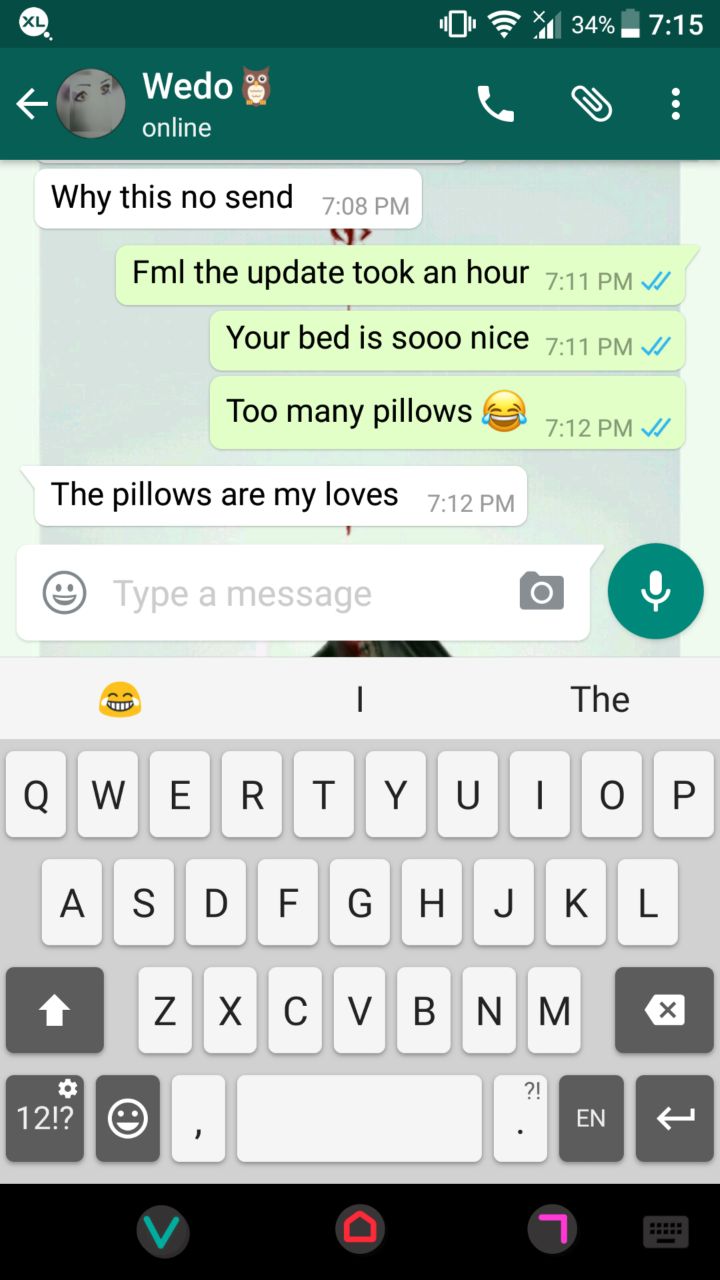 XL
34% 7:15
Wedo🦉
online
Why this no send 7:08 PM
Fml the update took an hour 7:11 PM
Your bed is sooo nice 7:11 PM
Too many pillows 😂 7:12 PM
The pillows are my loves 7:12 PM
Type a message
😂 I The
Q W E R T Y U I O P
A S D F G H J K L
Z X C V B N M
12!? , ?! . EN